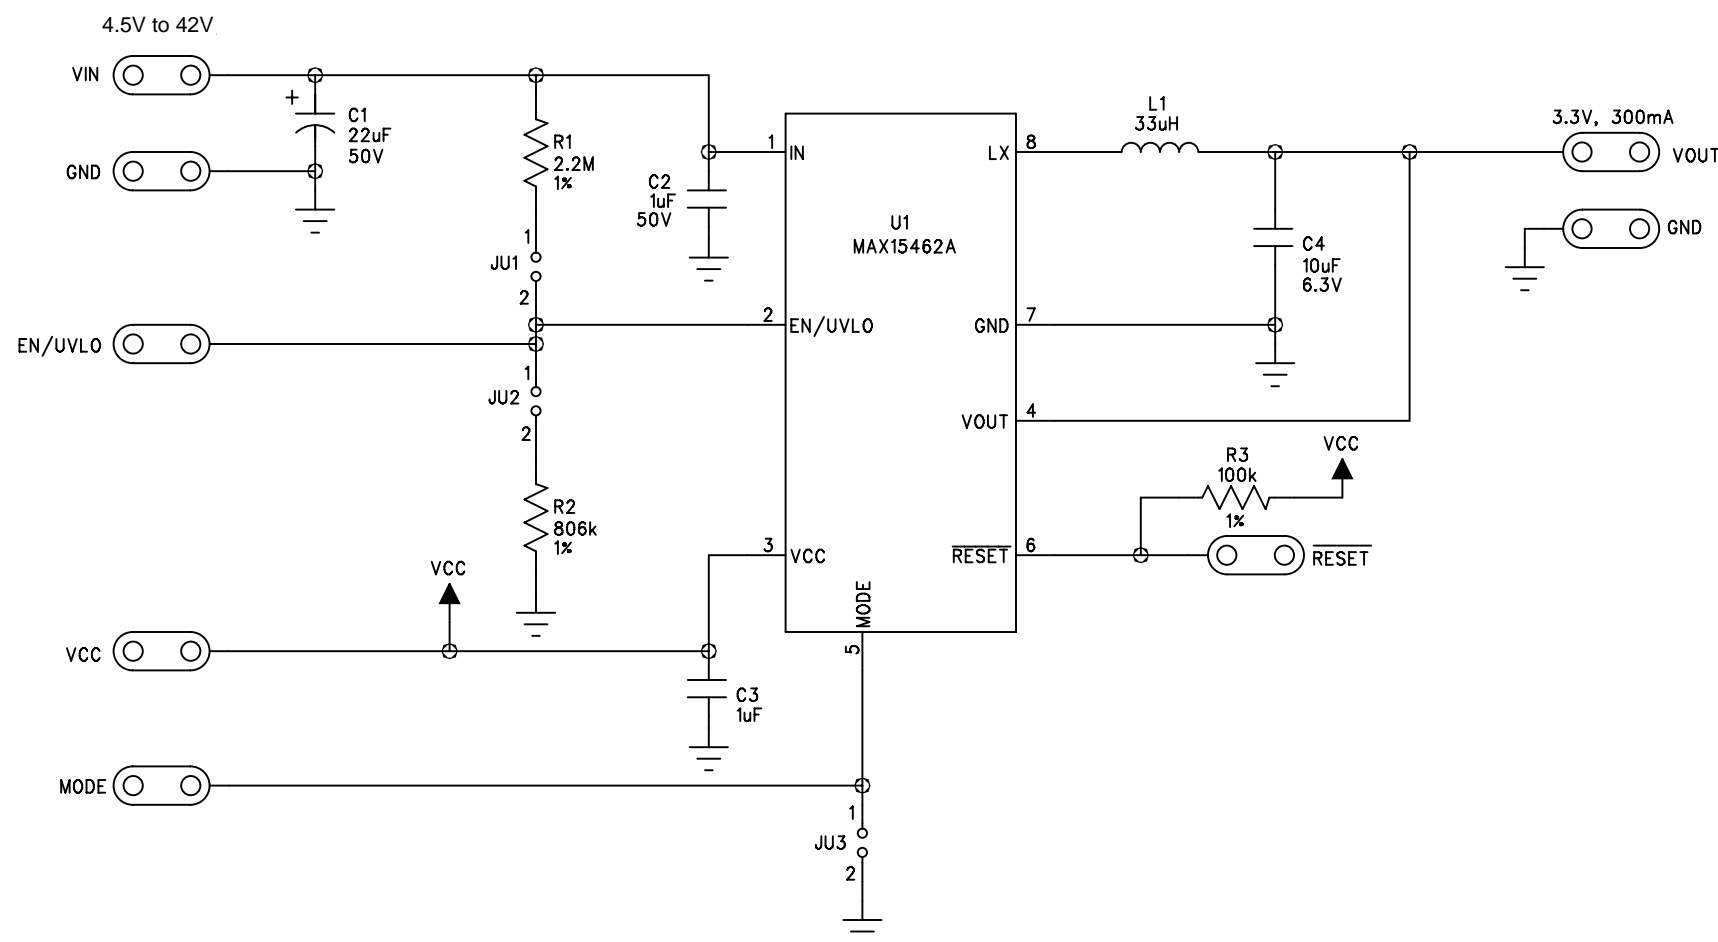 4.5V to 42V
VIN
C1
22uF
50V
GND
R1
2.2M
1%
1
JU1
2
C2
1uF
50V
1
IN
U1
MAX15462A
LX
8
L1
33uH
3.3V, 300mA
VOUT
GND
C4
10uF
6.3V
EN/UVLO
2
EN/UVLO
GND
7
1
JU2
2
VOUT
4
R2
806k
1%
VCC
R3
100k
1%
3
VCC
RESET
6
RESET
VCC
MODE
5
VCC
C3
1uF
MODE
1
JU3
2